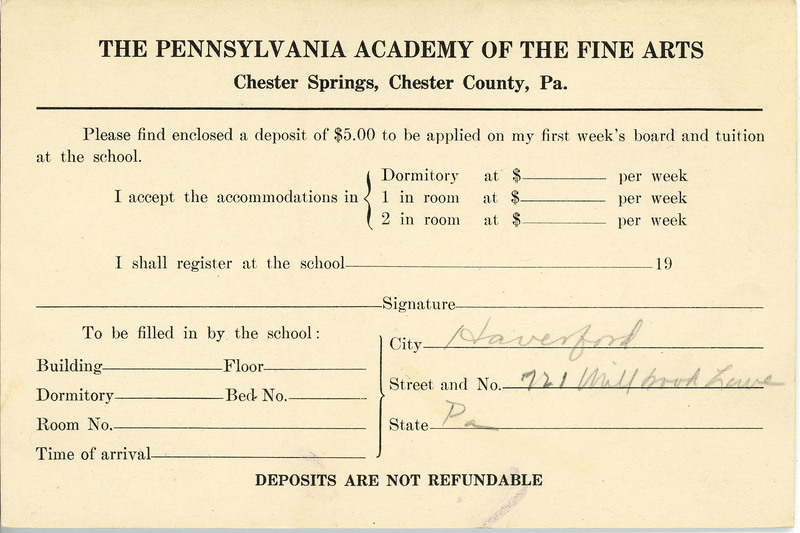 THE PENNSYLVANIA ACADEMY OF THE FINE ARTS
Chester Springs, Chester County, Pa.
Please find enclosed a deposit of $5.00 to be applied on my first week's board and tuition
at the school.
I accept the accommodations in
Dormitory at $ per week
1 in room at $ per week
2 in room at $ per week
I shall register at the school 19
Signature
To be filled in by the school:
Building Floor
Dormitory Bed No.
Room No.
Time of arrival
City Haverford
Street and No. 721 Millbrook Lane
State Pa
DEPOSITS ARE NOT REFUNDABLE